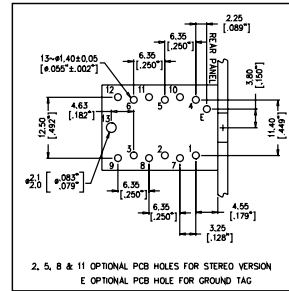 2.25
[.089"]
6.35
[.250"]
13~ø1,40±0,05
[ø.055"±.002"]
6.35
[.250"]
REAR PANEL
3.80
[.150"]
12 11 10
6 5 4
E
4.63
[.182"]
12.50
[.492"]
13
11.40
[.449"]
ø2.1
2.0
ø.083"
.079"
3 2 1
9 8 7
6.35
[.250"]
6.35
[.250"]
4.55
[.179"]
3.25
[.128"]
2, 5, 8 & 11 OPTIONAL PCB HOLES FOR STEREO VERSION
E OPTIONAL PCB HOLE FOR GROUND TAG